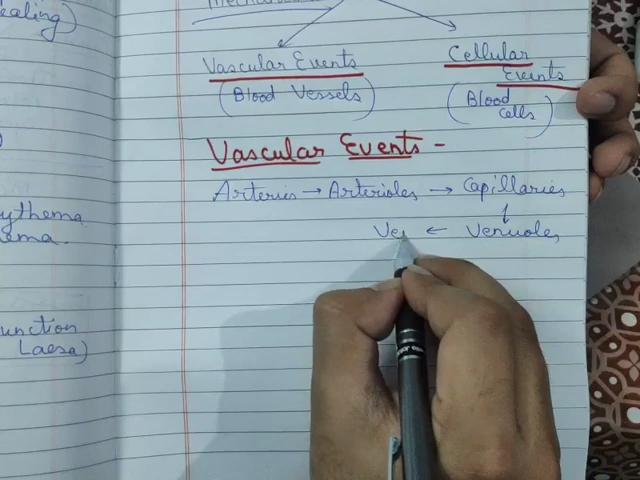 ealing)
Vascular Events
(Blood Vessels)
Cellular
Events
(Blood
Cells)
Vascular Events -
Arteries → Arterioles → Capillaries
↓
Ve ← Venuoles
ythema
ema.
unction
Laesa)